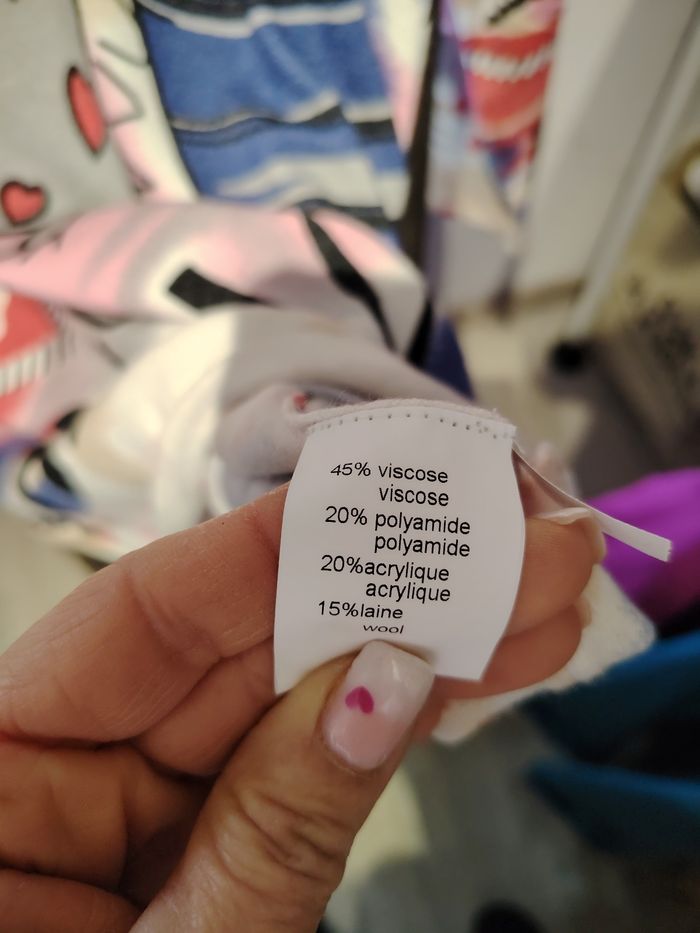 45% viscose
viscose
20% polyamide
polyamide
20%acrylique
acrylique
15%laine
wool